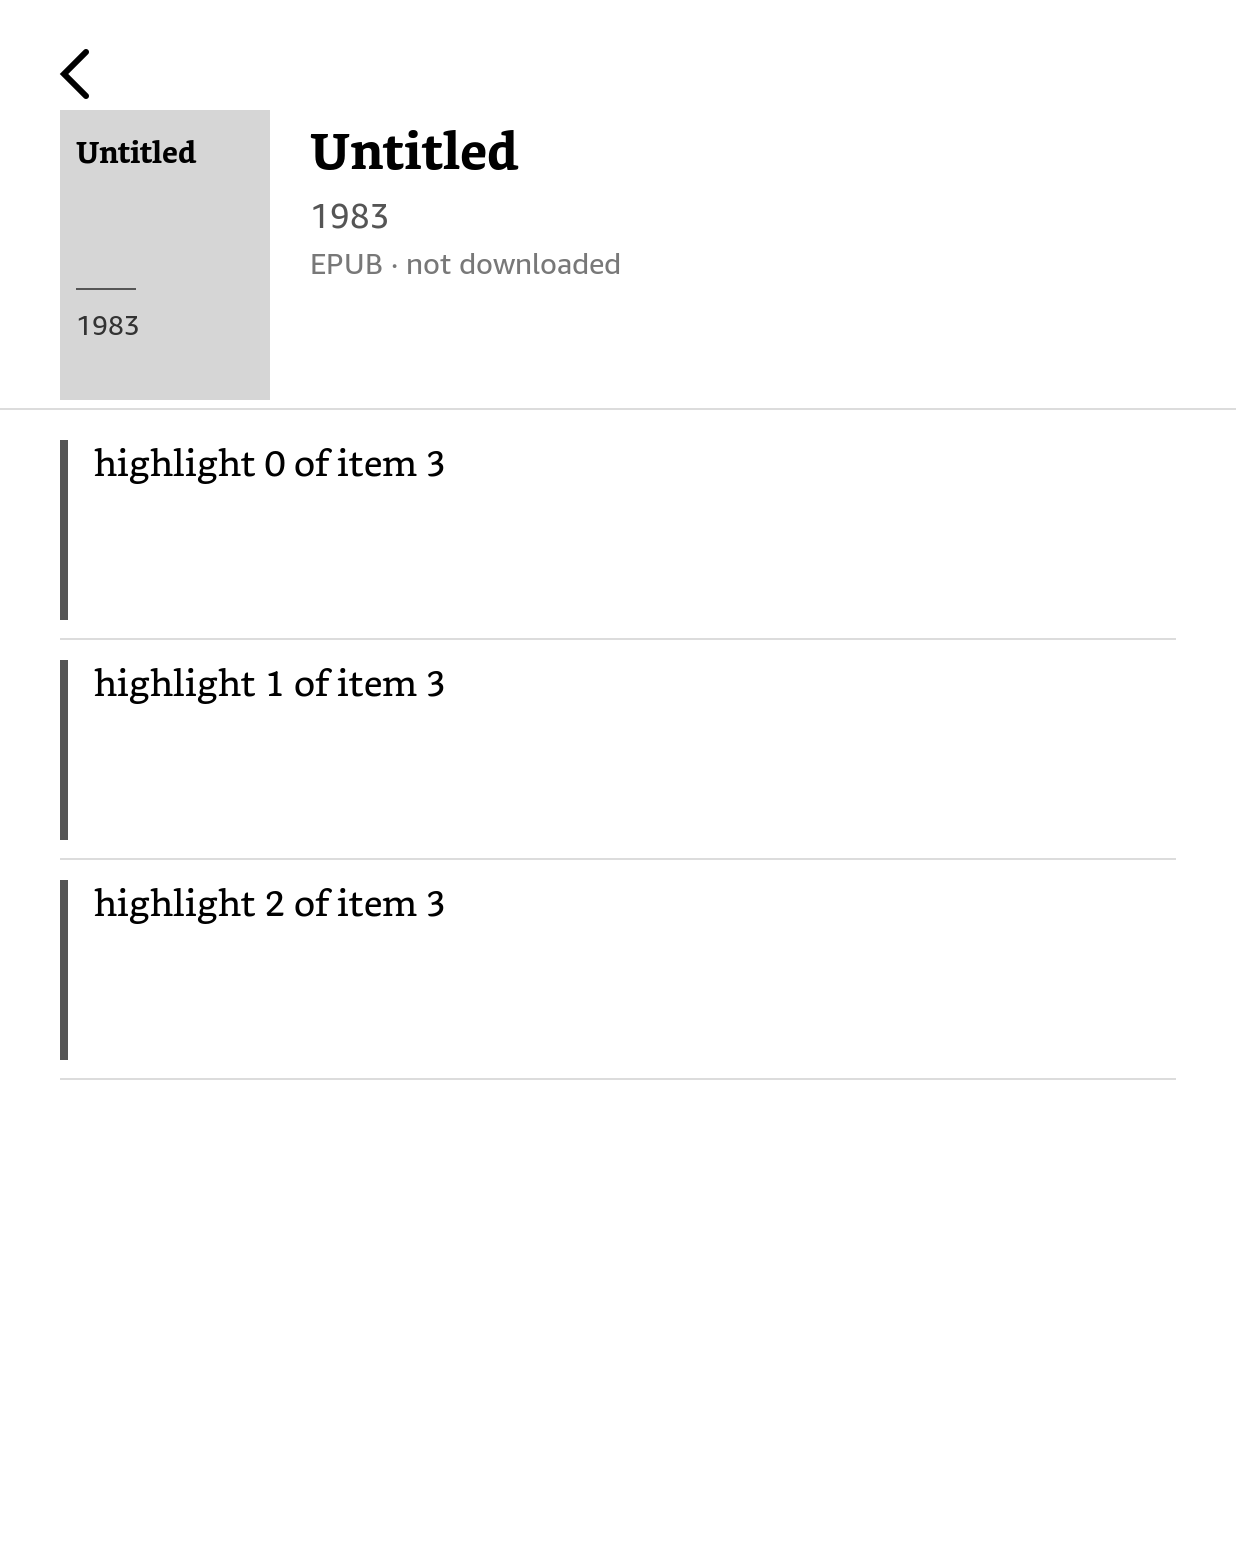 Untitled
1983
Untitled
1983
EPUB · not downloaded
highlight 0 of item 3
highlight 1 of item 3
highlight 2 of item 3